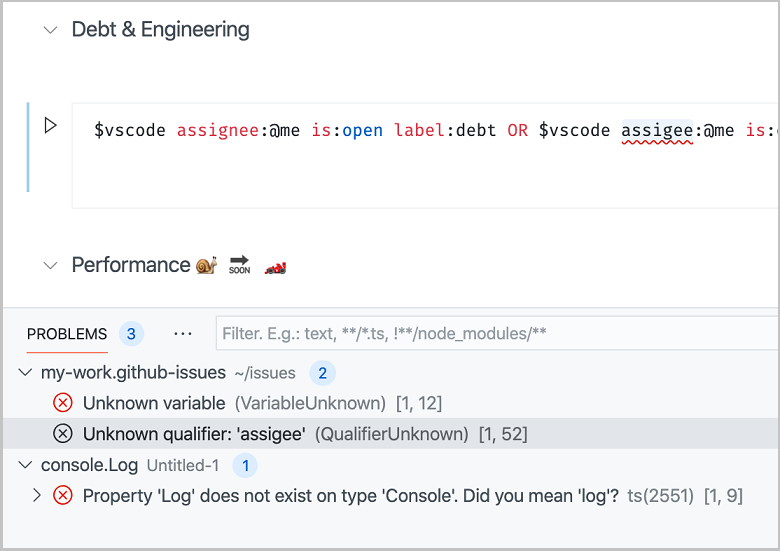 Debt & Engineering
$vscode assignee:@me is:open label:debt OR $vscode assigee:@me is:
Performance 🐌 🔜 🏎️
PROBLEMS 3 ... Filter. E.g.: text, **/*.ts, !**/node_modules/**
my-work.github-issues ~/issues 2
Unknown variable (VariableUnknown) [1, 12]
Unknown qualifier: 'assigee' (QualifierUnknown) [1, 52]
console.Log Untitled-1 1
Property 'Log' does not exist on type 'Console'. Did you mean 'log'? ts(2551) [1, 9]